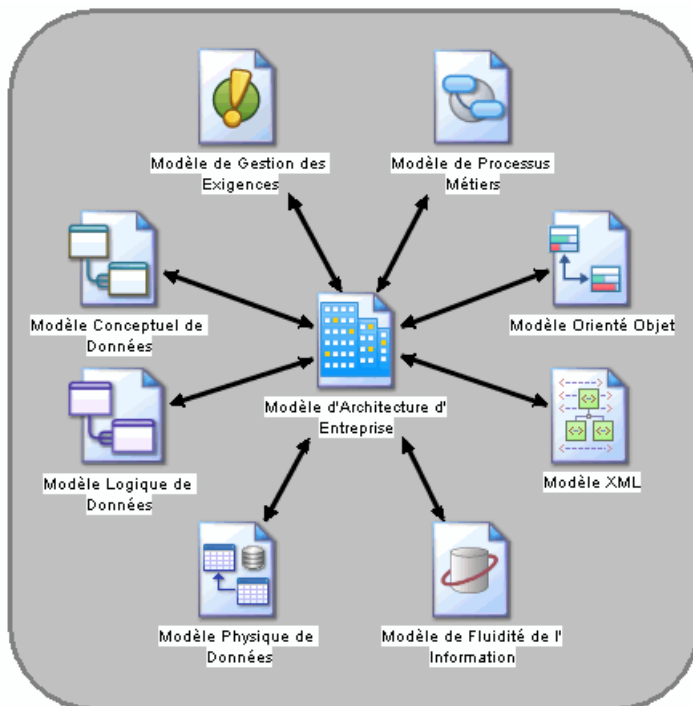 Modèle de Gestion des
Exigences
Modèle de Processus
Métiers
Modèle Conceptuel de
Données
Modèle Orienté Objet
Modèle d'Architecture d'
Entreprise
Modèle Logique de
Données
Modèle XML
Modèle Physique de
Données
Modèle de Fluidité de l'
Information